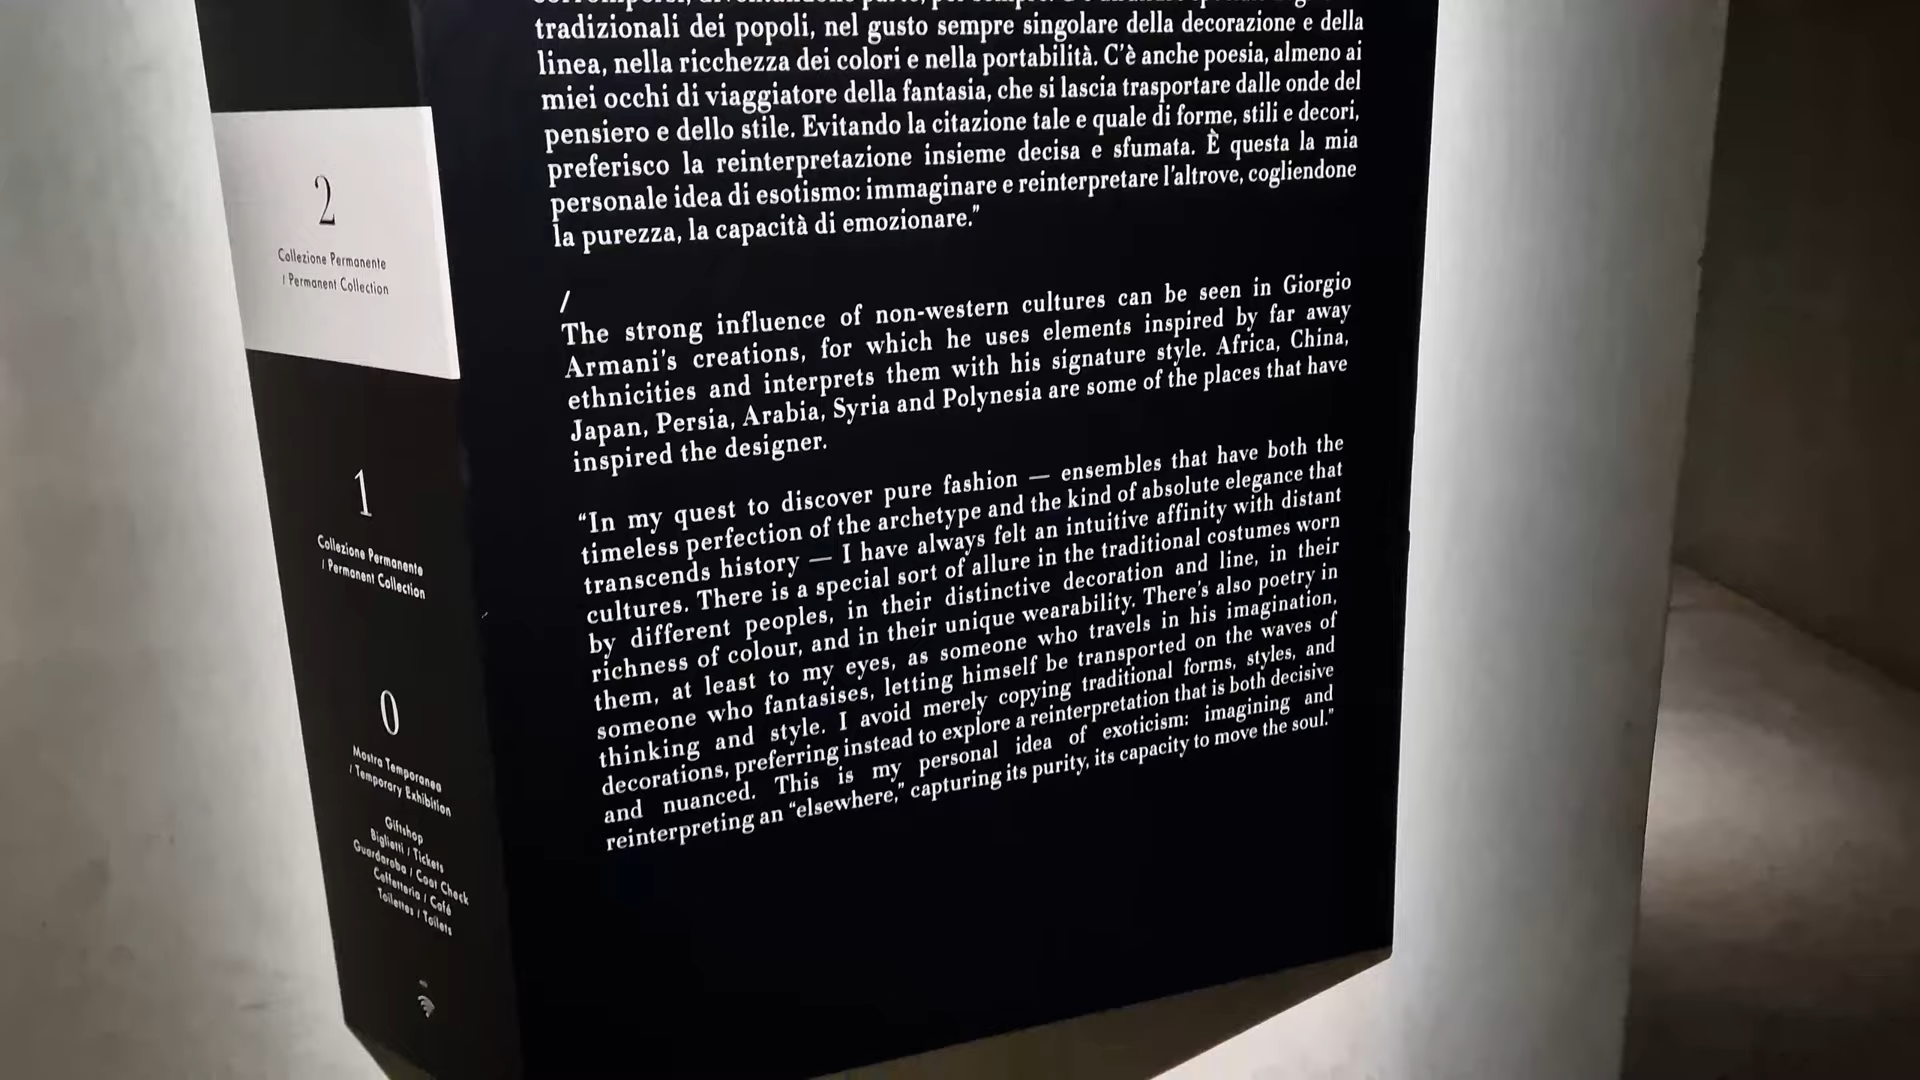 tradizionali dei popoli, nel gusto sempre singolare della decorazione e della
linea, nella ricchezza dei colori e nella portabilità. C'è anche poesia, almeno ai
miei occhi di viaggiatore della fantasia, che si lascia trasportare dalle onde del
pensiero e dello stile. Evitando la citazione tale e quale di forme, stili e decori,
preferisco la reinterpretazione insieme decisa e sfumata. È questa la mia
personale idea di esotismo: immaginare e reinterpretare l'altrove, cogliendone
la purezza, la capacità di emozionare.”
/
The strong influence of non-western cultures can be seen in Giorgio
Armani's creations, for which he uses elements inspired by far away
ethnicities and interprets them with his signature style. Africa, China,
Japan, Persia, Arabia, Syria and Polynesia are some of the places that have
inspired the designer.
“In my quest to discover pure fashion — ensembles that have both the
timeless perfection of the archetype and the kind of absolute elegance that
transcends history — I have always felt an intuitive affinity with distant
cultures. There is a special sort of allure in the traditional costumes worn
by different peoples, in their distinctive decoration and line, in their
richness of colour, and in their unique wearability. There's also poetry in
them, at least to my eyes, as someone who travels in his imagination,
someone who fantasises, letting himself be transported on the waves of
thinking and style. I avoid merely copying traditional forms, styles, and
decorations, preferring instead to explore a reinterpretation that is both decisive
and nuanced. This is my personal idea of exoticism: imagining and
reinterpreting an “elsewhere,” capturing its purity, its capacity to move the soul.”
2
Collezione Permanente
/ Permanent Collection
1
Collezione Permanente
/ Permanent Collection
0
Mostra Temporanea
/ Temporary Exhibition
Giftshop
Biglietti / Tickets
Guardaroba / Coat Check
Caffetteria / Café
Toilettes / Toilets